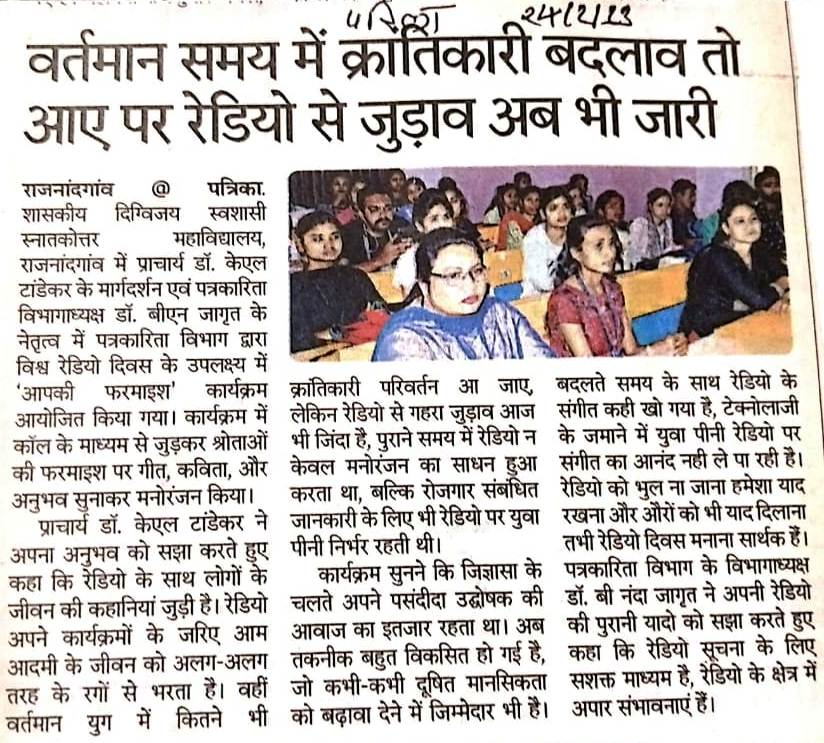 पत्रिका 24/2/23
वर्तमान समय में क्रांतिकारी बदलाव तो
आए पर रेडियो से जुड़ाव अब भी जारी
राजनांदगांव @ पत्रिका.
शासकीय दिग्विजय स्वशासी
स्नातकोत्तर महाविद्यालय,
राजनांदगांव में प्राचार्य डॉ. केएल
टांडेकर के मार्गदर्शन एवं पत्रकारिता
विभागाध्यक्ष डॉ. बीएन जागृत के
नेतृत्व में पत्रकारिता विभाग द्वारा
विश्व रेडियो दिवस के उपलक्ष्य में
'आपकी फरमाइश' कार्यक्रम
आयोजित किया गया। कार्यक्रम में
कॉल के माध्यम से जुड़कर श्रोताओं
की फरमाइश पर गीत, कविता, और
अनुभव सुनाकर मनोरंजन किया।
प्राचार्य डॉ. केएल टांडेकर ने
अपना अनुभव को सझा करते हुए
कहा कि रेडियो के साथ लोगों के
जीवन की कहानियां जुड़ी है। रेडियो
अपने कार्यक्रमों के जरिए आम
आदमी के जीवन को अलग-अलग
तरह के रगों से भरता है। वहीं
वर्तमान युग में कितने भी
क्रांतिकारी परिवर्तन आ जाए,
लेकिन रेडियो से गहरा जुड़ाव आज
भी जिंदा है, पुराने समय में रेडियो न
केवल मनोरंजन का साधन हुआ
करता था, बल्कि रोजगार संबंधित
जानकारी के लिए भी रेडियो पर युवा
पीनी निर्भर रहती थी।
कार्यक्रम सुनने कि जिज्ञासा के
चलते अपने पसंदीदा उद्घोषक की
आवाज का इतजार रहता था। अब
तकनीक बहुत विकसित हो गई है,
जो कभी-कभी दूषित मानसिकता
को बढ़ावा देने में जिम्मेदार भी है।
बदलते समय के साथ रेडियो के
संगीत कही खो गया है, टेक्नोलाजी
के जमाने में युवा पीनी रेडियो पर
संगीत का आनंद नही ले पा रही है।
रेडियो को भुल ना जाना हमेशा याद
रखना और औरों को भी याद दिलाना
तभी रेडियो दिवस मनाना सार्थक हैं।
पत्रकारिता विभाग के विभागाध्यक्ष
डॉ. बी नंदा जागृत ने अपनी रेडियो
की पुरानी यादो को सझा करते हुए
कहा कि रेडियो सूचना के लिए
सशक्त माध्यम है, रेडियो के क्षेत्र में
अपार संभावनाएं हैं।